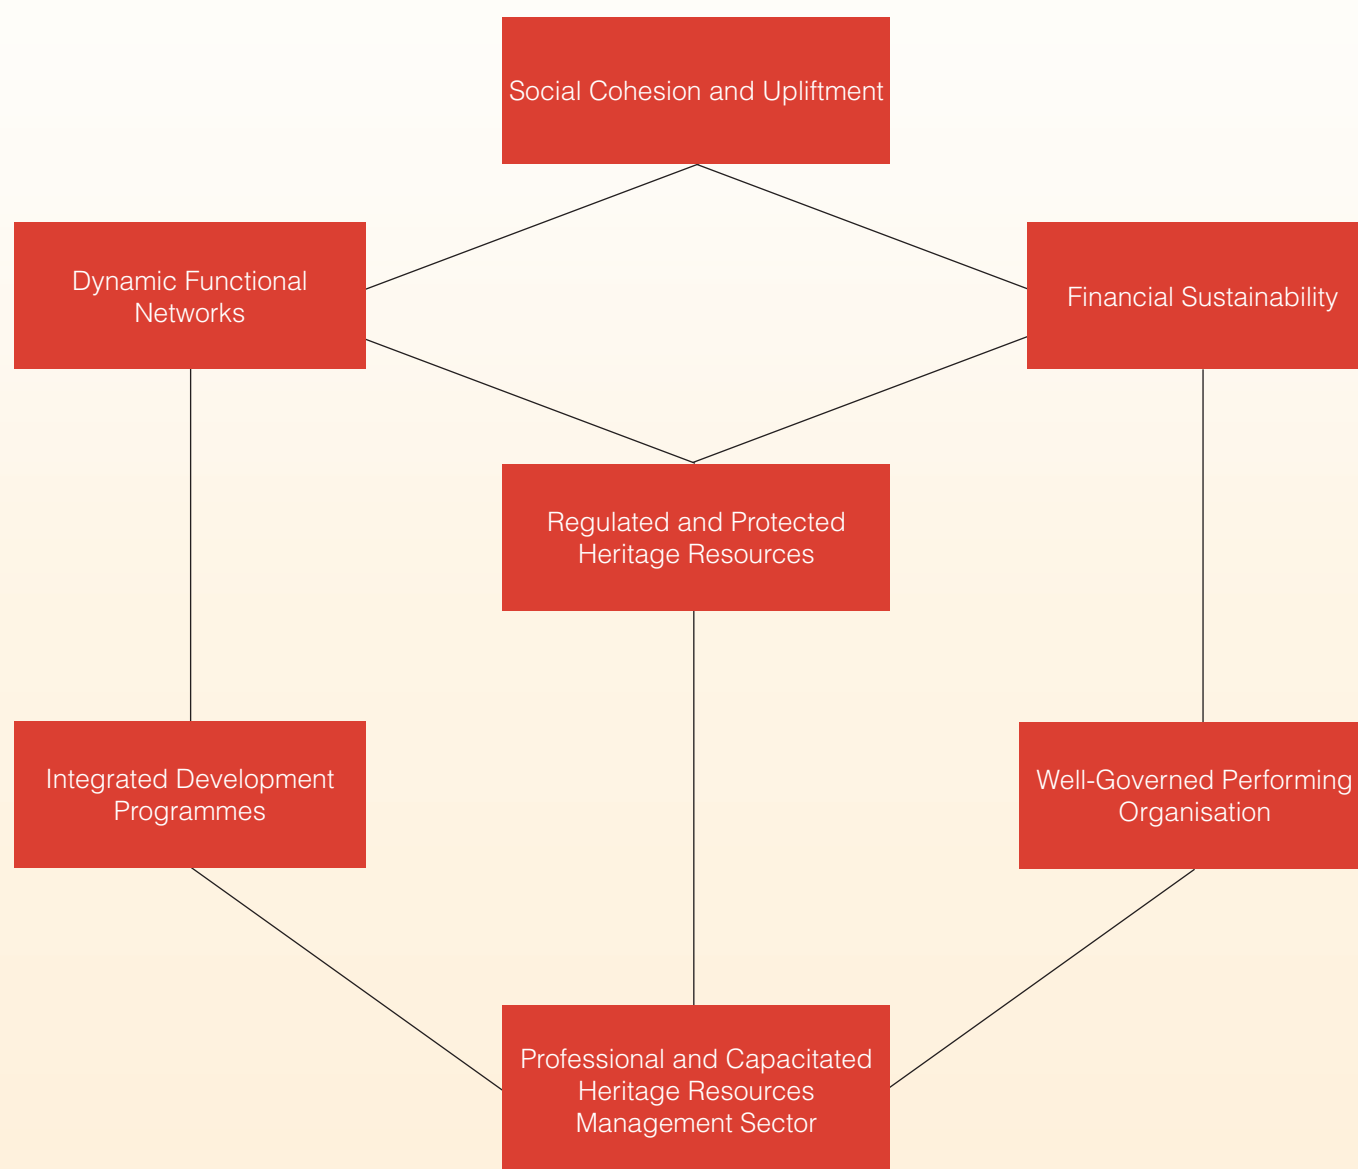 Social Cohesion and Upliftment
Dynamic Functional
Networks
Financial Sustainability
Regulated and Protected
Heritage Resources
Integrated Development
Programmes
Well-Governed Performing
Organisation
Professional and Capacitated
Heritage Resources
Management Sector